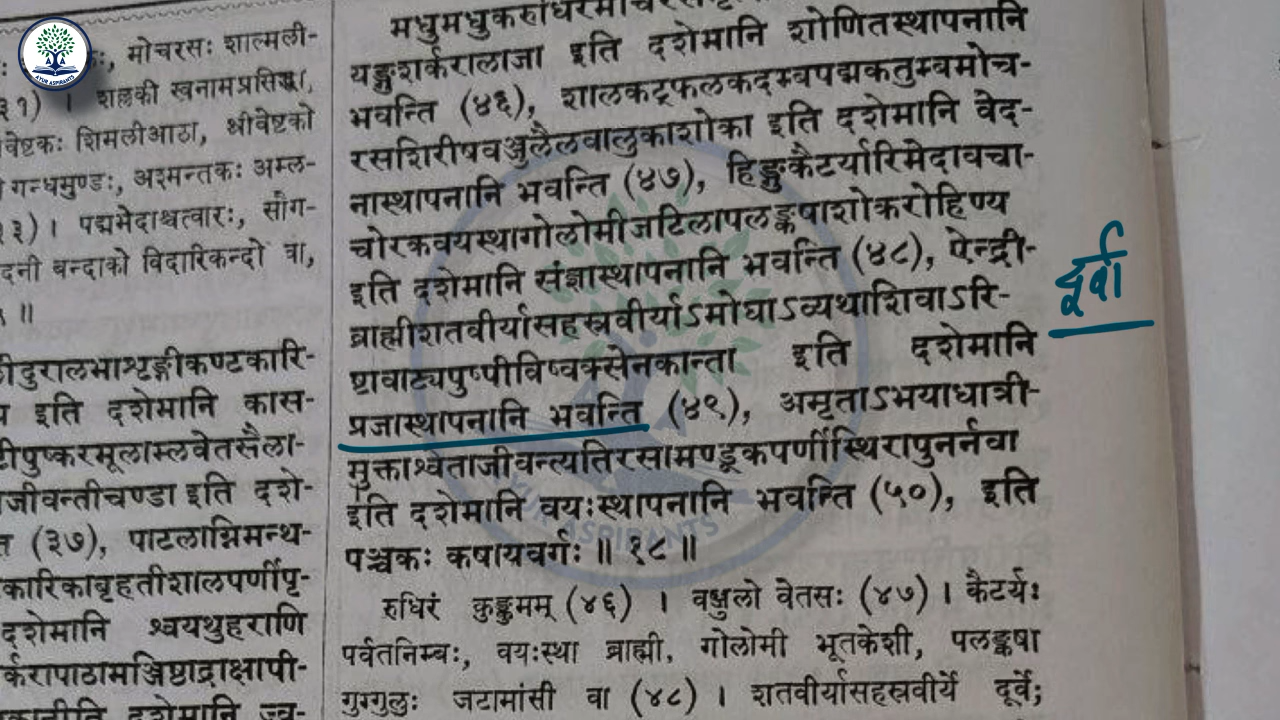 AYUR ASPIRANTS
मोचरसः शाल्मली-
३१) । शल्लकी स्वनामप्रसिद्धा,
वेष्टकः शिमलीआठा, श्रीवेष्टको
गन्धमुण्डः, अश्मन्तकः अम्ल-
पद्मभेदाश्चत्वारः, सौग-
दनी बन्दाको विदारिकन्दो वा,
॥
दुरालभाशृङ्गीकण्टकारि-
इति दशेमानि कास-
टीपुष्करमूलाम्लवेतसैला-
जीवन्तीचण्डा इति दशे-
(३७), पाटलाग्निमन्थ-
कारिकाबृहतीशालपर्णीपृ-
दशेमानि श्वयथुहराणि
र्करापाठामञ्जिष्ठाद्राक्षापी-
दशेमानि ज्व-
यङ्गुशर्करालाजा इति दशेमानि शोणितस्थापनानि
भवन्ति (४६), शालकट्फलकदम्बपद्मकतुम्बमोच-
रसशिरीषवञ्जुलैलवालुकाशोका इति दशेमानि वेद-
नास्थापनानि भवन्ति (४७), हिङ्गुकैटर्यारिमेदावचा-
चोरकवयस्थागोलोमीजटिलापलङ्कषाशोकरोहिण्य
इति दशेमानि संज्ञास्थापनानि भवन्ति (४८), ऐन्द्री-
ब्राह्मीशतवीर्यासहस्रवीर्याऽमोघाऽव्यथाशिवाऽरि-
ष्टावाट्यपुष्पीविष्वक्सेनकान्ता इति दशेमानि
प्रजास्थापनानि भवन्ति (४९), अमृताऽभयाधात्री-
मुक्ताश्वेताजीवन्त्यतिरसामण्डूकपर्णीस्थिरापुनर्नवा
इति दशेमानि वयःस्थापनानि भवन्ति (५०), इति
पञ्चकः कषायवर्गः ॥ १८ ॥
रुधिरं कुङ्कुमम् (४६) । वञ्जुलो वेतसः (४७) । कैटर्यः
पर्वतनिम्बः, वयःस्था ब्राह्मी, गोलोमी भूतकेशी, पलङ्कषा
गुग्गुलुः जटामांसी वा (४८) । शतवीर्यासहस्रवीर्ये दूर्वे;
दूर्वा